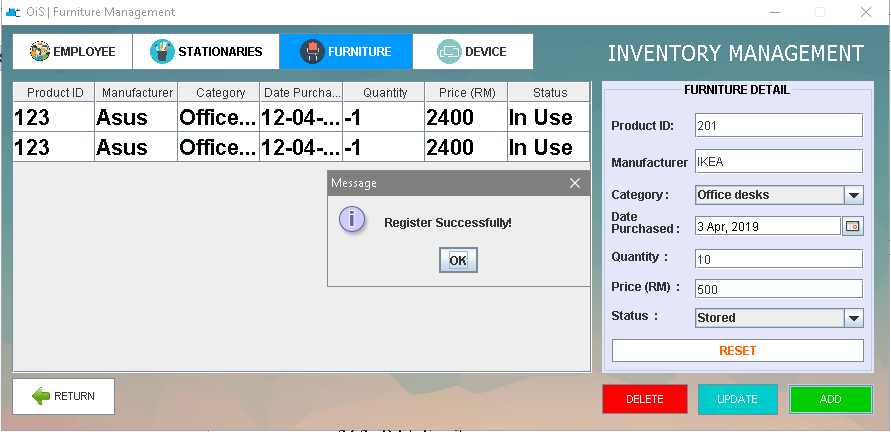 OiS | Furniture Management
EMPLOYEE STATIONARIES FURNITURE DEVICE
INVENTORY MANAGEMENT
Product ID Manufacturer Category Date Purcha... Quantity Price (RM) Status
123 Asus Office... 12-04-... -1 2400 In Use
123 Asus Office... 12-04-... -1 2400 In Use
Message
Register Successfully!
OK
FURNITURE DETAIL
Product ID: 201
Manufacturer IKEA
Category : Office desks
Date
Purchased : 3 Apr, 2019
Quantity : 10
Price (RM) : 500
Status : Stored
RESET
RETURN
DELETE UPDATE ADD